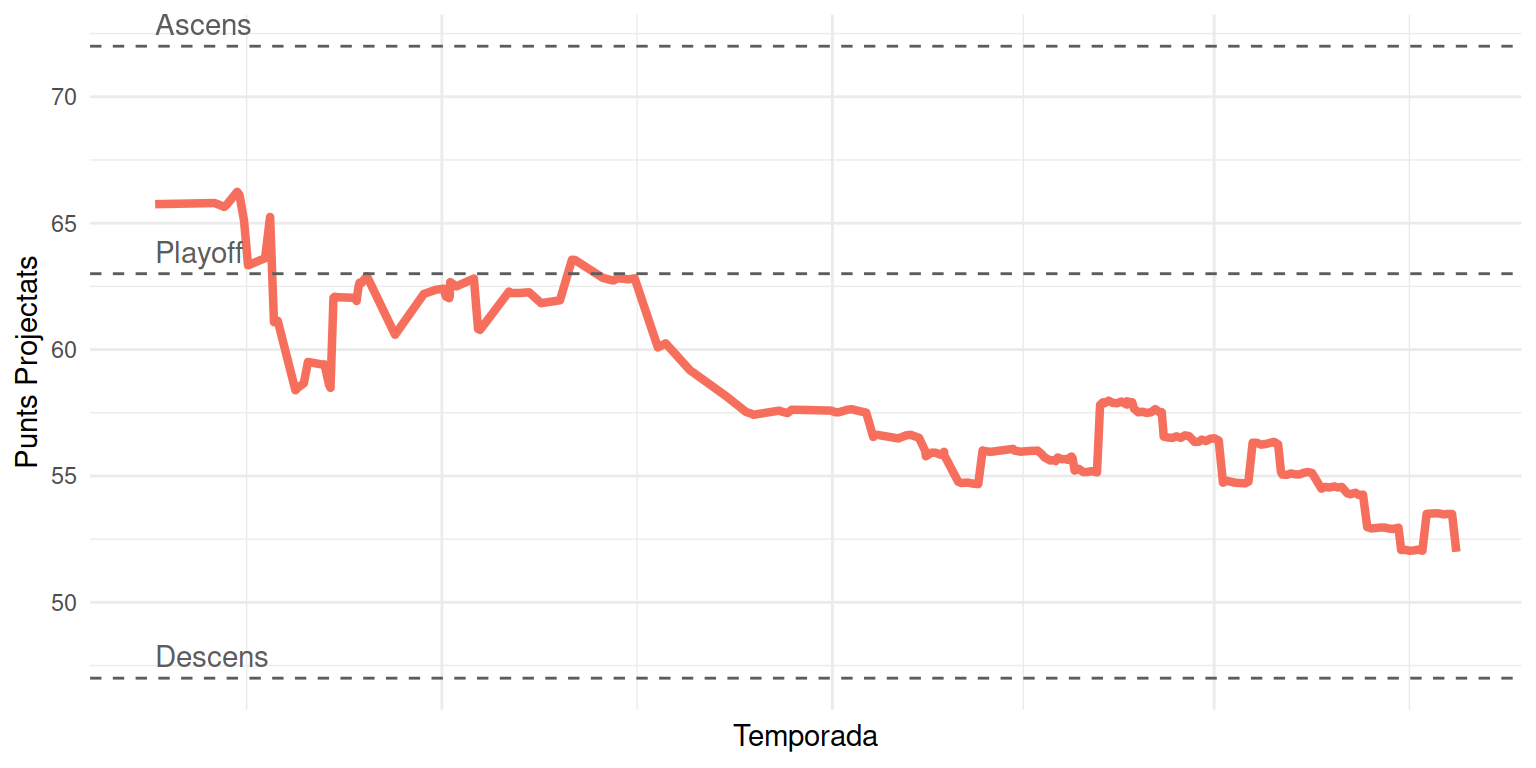 Ascens
70
65
Playoff
60
55
50
Descens
Punts Projectats
Temporada